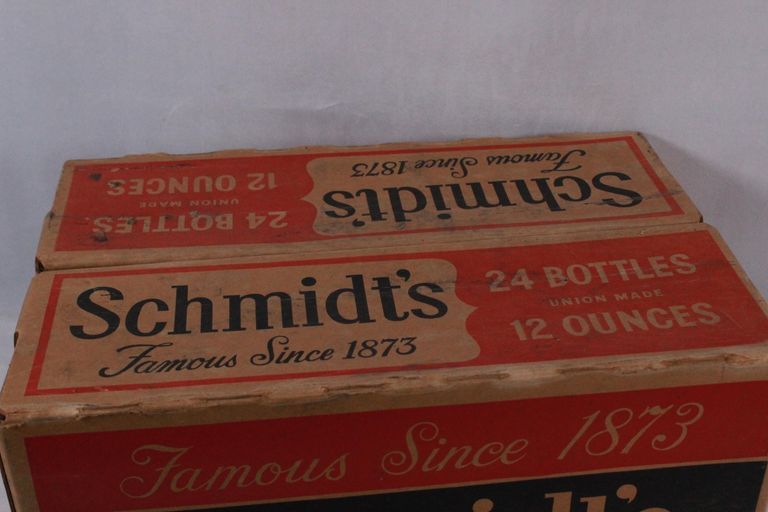 Schmidt's
Famous Since 1873
24 BOTTLES.
UNION MADE
12 OUNCES
Schmidt's
Famous Since 1873
24 BOTTLES
UNION MADE
12 OUNCES
Famous Since 1873